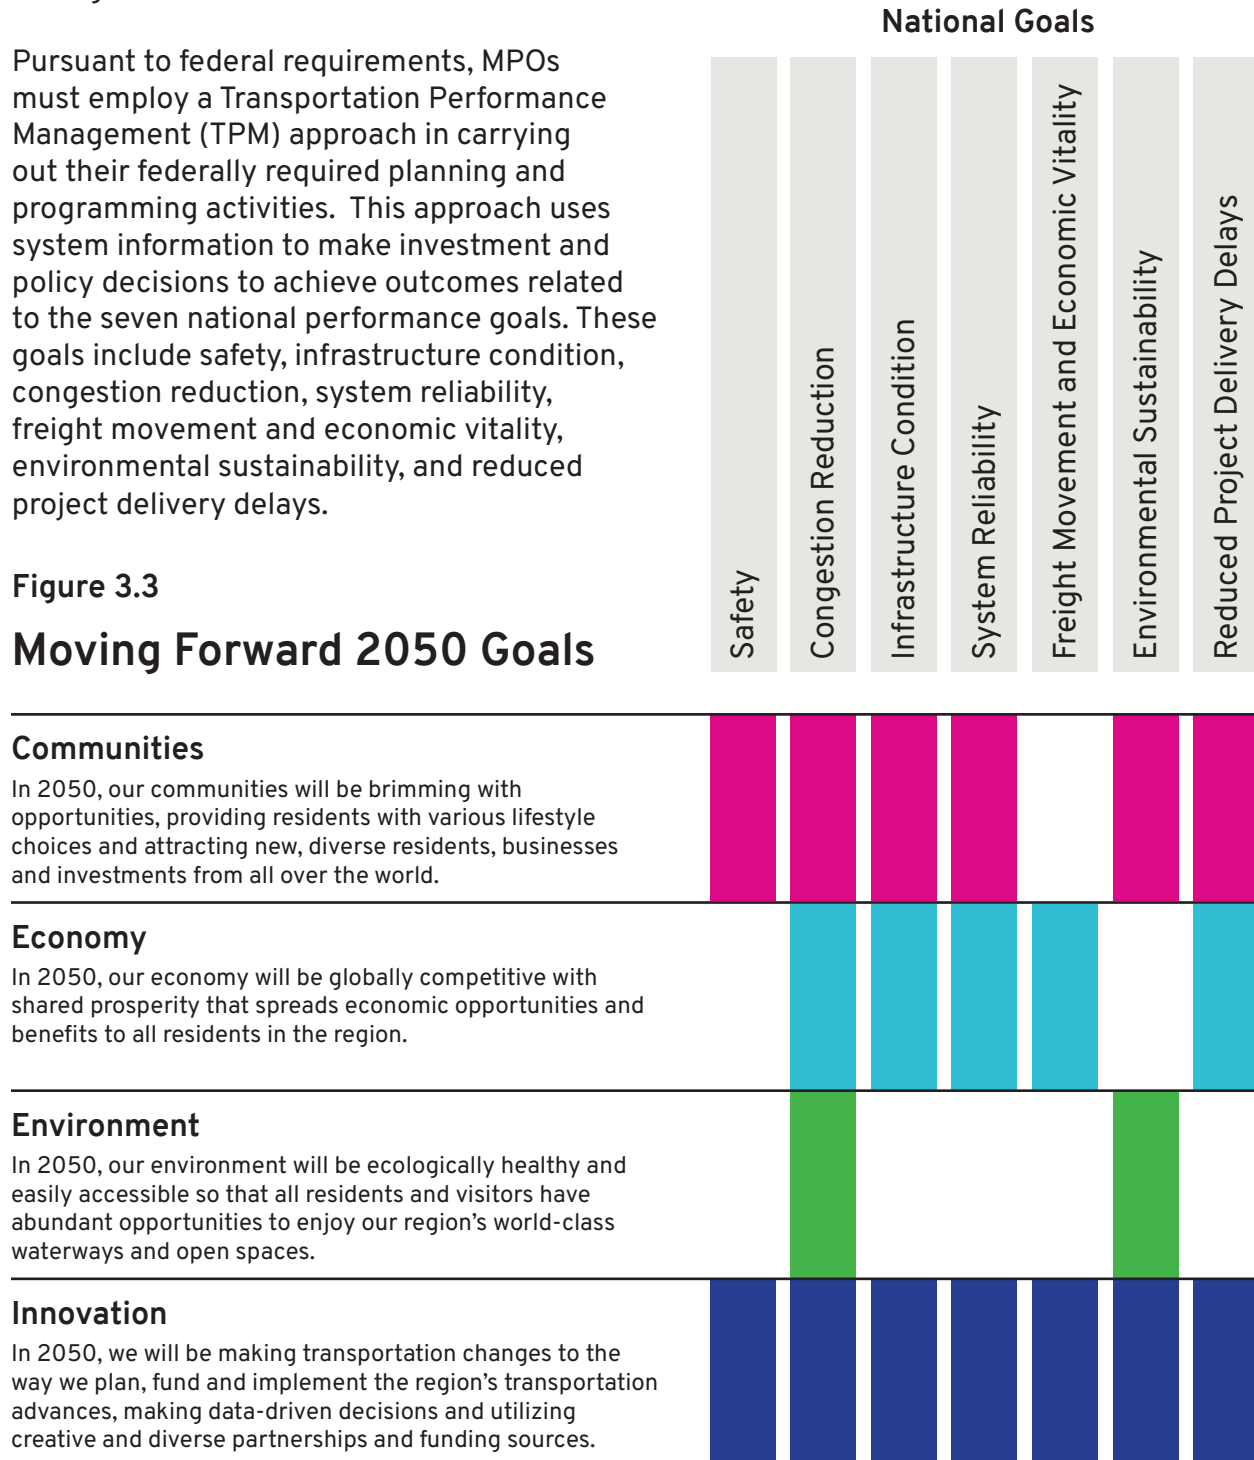 Pursuant to federal requirements, MPOs
must employ a Transportation Performance
Management (TPM) approach in carrying
out their federally required planning and
programming activities.  This approach uses
system information to make investment and
policy decisions to achieve outcomes related
to the seven national performance goals. These
goals include safety, infrastructure condition,
congestion reduction, system reliability,
freight movement and economic vitality,
environmental sustainability, and reduced
project delivery delays.
Figure 3.3
Moving Forward 2050 Goals
National Goals
Safety
Congestion Reduction
Infrastructure Condition
System Reliability
Freight Movement and Economic Vitality
Environmental Sustainability
Reduced Project Delivery Delays
Communities
In 2050, our communities will be brimming with
opportunities, providing residents with various lifestyle
choices and attracting new, diverse residents, businesses
and investments from all over the world.
Economy
In 2050, our economy will be globally competitive with
shared prosperity that spreads economic opportunities and
benefits to all residents in the region.
Environment
In 2050, our environment will be ecologically healthy and
easily accessible so that all residents and visitors have
abundant opportunities to enjoy our region's world-class
waterways and open spaces.
Innovation
In 2050, we will be making transportation changes to the
way we plan, fund and implement the region's transportation
advances, making data-driven decisions and utilizing
creative and diverse partnerships and funding sources.